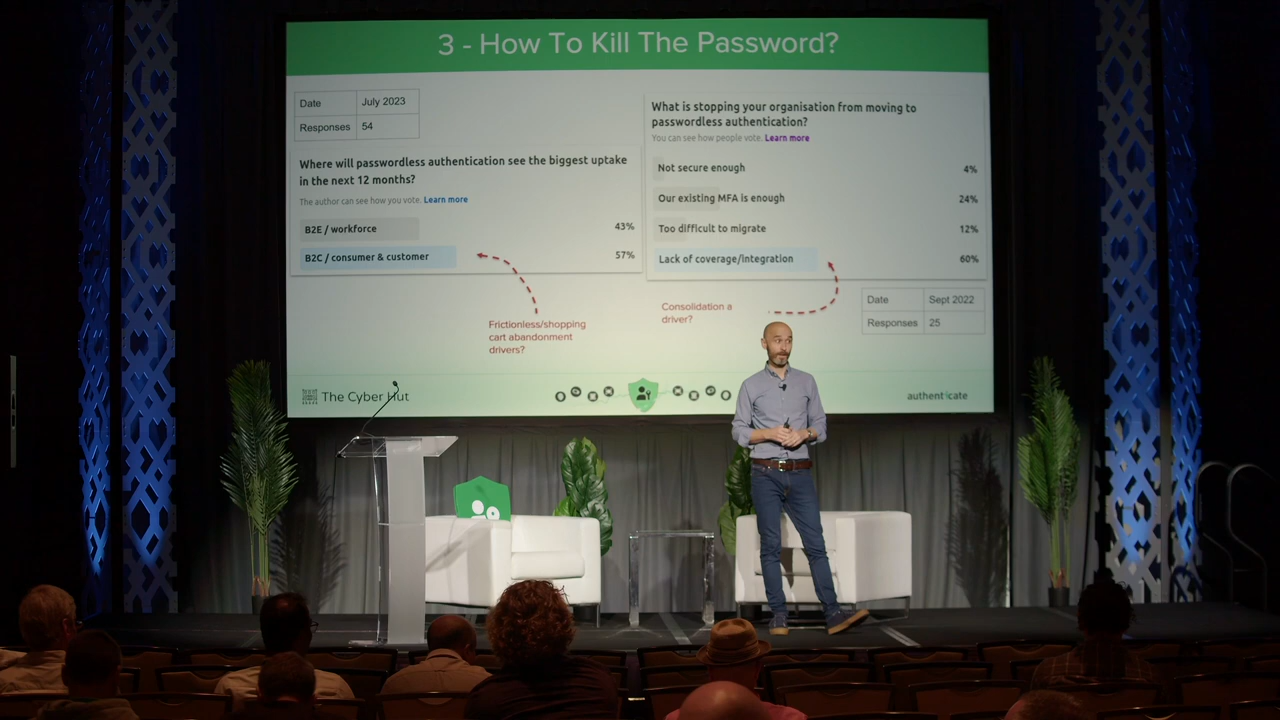 3 - How To Kill The Password?
Date July 2023
Responses 54
Where will passwordless authentication see the biggest uptake
in the next 12 months?
The author can see how you vote. Learn more
B2E / workforce 43%
B2C / consumer & customer 57%
Frictionless/shopping
cart abandonment
drivers?
What is stopping your organisation from moving to
passwordless authentication?
You can see how people vote. Learn more
Not secure enough 4%
Our existing MFA is enough 24%
Too difficult to migrate 12%
Lack of coverage/integration 60%
Consolidation a
driver?
Date Sept 2022
Responses 25
The Cyber Hut
authenticate